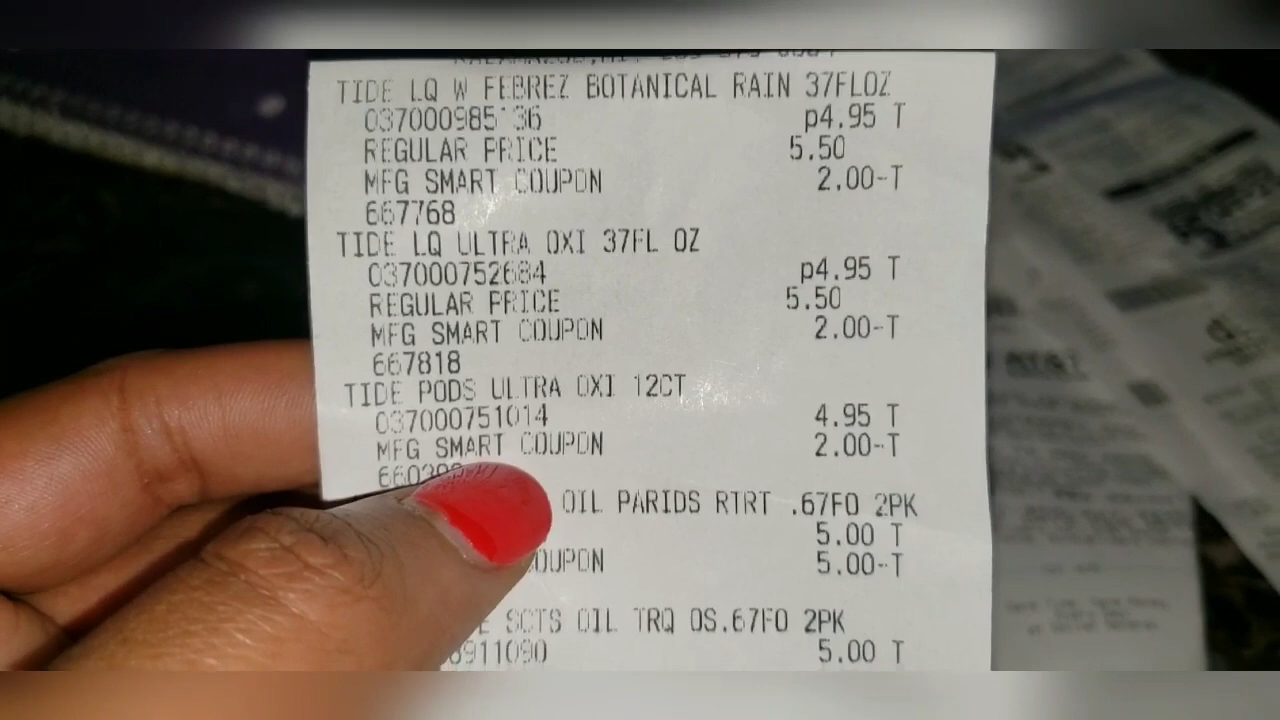 TIDE LQ W FEBREZ BOTANICAL RAIN 37FLOZ
037000985136 p4.95 T
REGULAR PRICE 5.50
MFG SMART COUPON 2.00-T
667768
TIDE LQ ULTRA OXI 37FL OZ
037000752684 p4.95 T
REGULAR PRICE 5.50
MFG SMART COUPON 2.00-T
667818
TIDE PODS ULTRA OXI 12CT
037000751014 4.95 T
MFG SMART COUPON 2.00-T
OIL PARIDS RTRT .67FO 2PK
5.00 T
OUPON 5.00-T
SCTS OIL TRQ OS.67FO 2PK
6911090 5.00 T